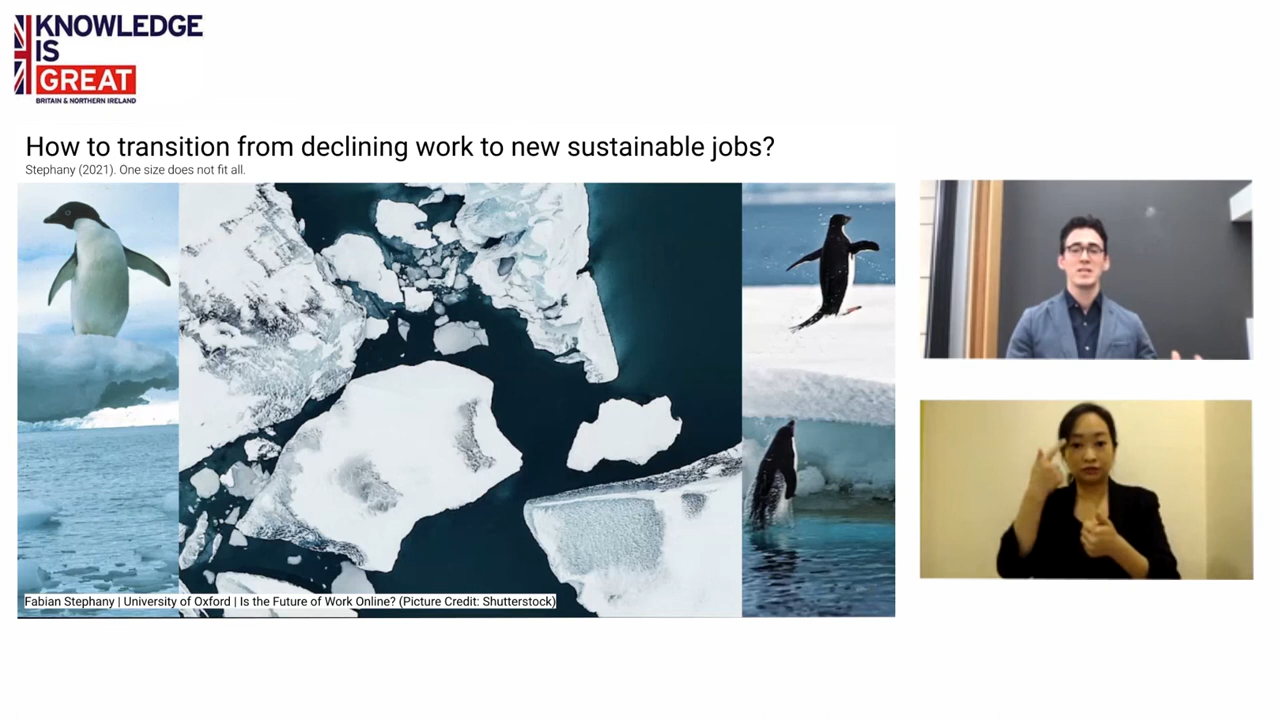 KNOWLEDGE
IS
GREAT
BRITAIN & NORTHERN IRELAND
How to transition from declining work to new sustainable jobs?
Stephany (2021). One size does not fit all.
Fabian Stephany | University of Oxford | Is the Future of Work Online? (Picture Credit: Shutterstock)